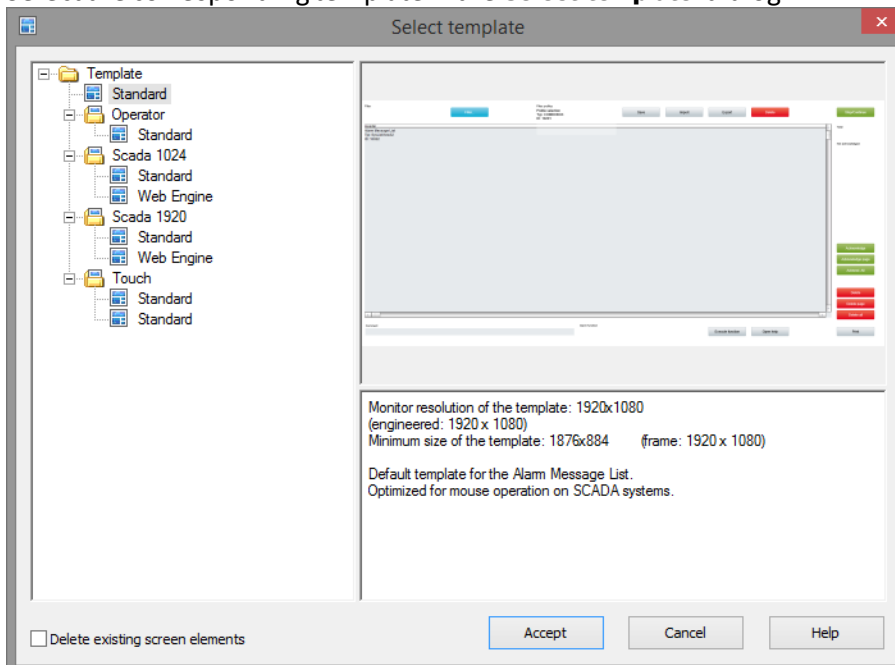 Select template
Template
Standard
Operator
Standard
Scada 1024
Standard
Web Engine
Scada 1920
Standard
Web Engine
Touch
Standard
Standard
Monitor resolution of the template: 1920x1080
(engineered: 1920 x 1080)
Minimum size of the template: 1876x884 (frame: 1920 x 1080)
Default template for the Alarm Message List.
Optimized for mouse operation on SCADA systems.
Delete existing screen elements
Accept
Cancel
Help